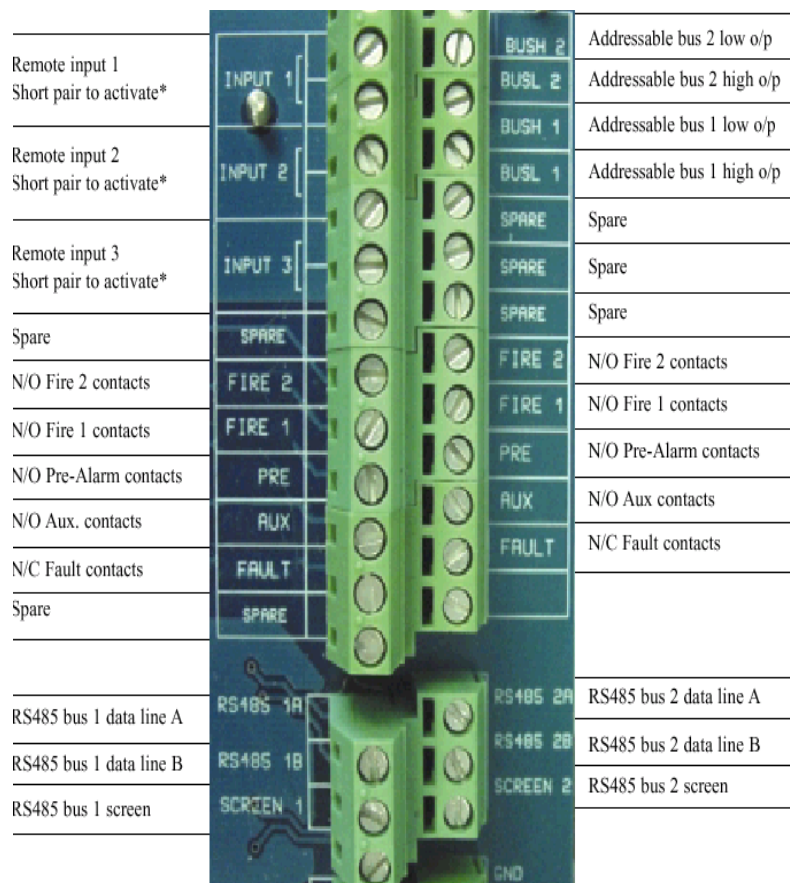 Remote input 1
Short pair to activate*
Remote input 2
Short pair to activate*
Remote input 3
Short pair to activate*
Spare
N/O Fire 2 contacts
N/O Fire 1 contacts
N/O Pre-Alarm contacts
N/O Aux. contacts
N/C Fault contacts
Spare
RS485 bus 1 data line A
RS485 bus 1 data line B
RS485 bus 1 screen
INPUT 1
INPUT 2
INPUT 3
SPARE
FIRE 2
FIRE 1
PRE
AUX
FAULT
SPARE
RS485 1A
RS485 1B
SCREEN 1
BUSH 2
BUSL 2
BUSH 1
BUSL 1
SPARE
SPARE
SPARE
FIRE 2
FIRE 1
PRE
AUX
FAULT
RS485 2A
RS485 2B
SCREEN 2
GND
Addressable bus 2 low o/p
Addressable bus 2 high o/p
Addressable bus 1 low o/p
Addressable bus 1 high o/p
Spare
Spare
Spare
N/O Fire 2 contacts
N/O Fire 1 contacts
N/O Pre-Alarm contacts
N/O Aux contacts
N/C Fault contacts
RS485 bus 2 data line A
RS485 bus 2 data line B
RS485 bus 2 screen